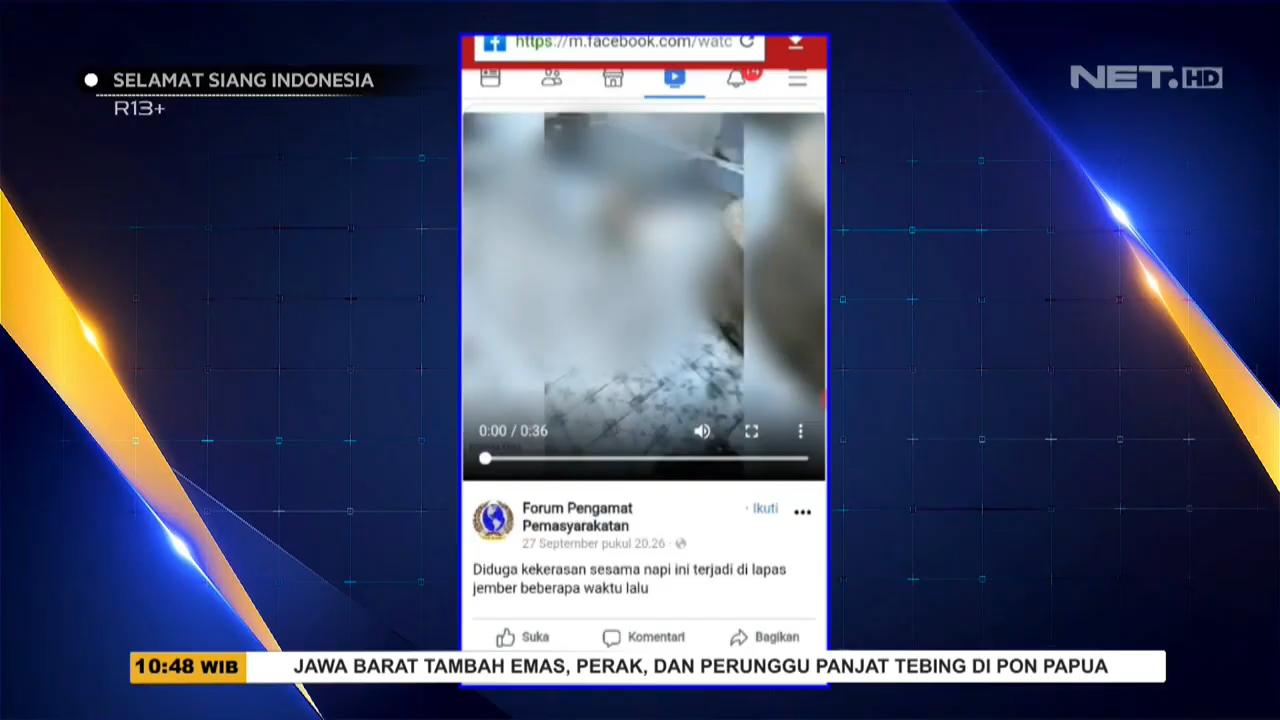 https://m.facebook.com/watc
SELAMAT SIANG INDONESIA
R13+
NET.HD
0:00 / 0:36
Forum Pengamat
Pemasyarakatan
· Ikuti
27 September pukul 20.26 ·
Diduga kekerasan sesama napi ini terjadi di lapas
jember beberapa waktu lalu
Suka
Komentari
Bagikan
10:48 WIB
JAWA BARAT TAMBAH EMAS, PERAK, DAN PERUNGGU PANJAT TEBING DI PON PAPUA